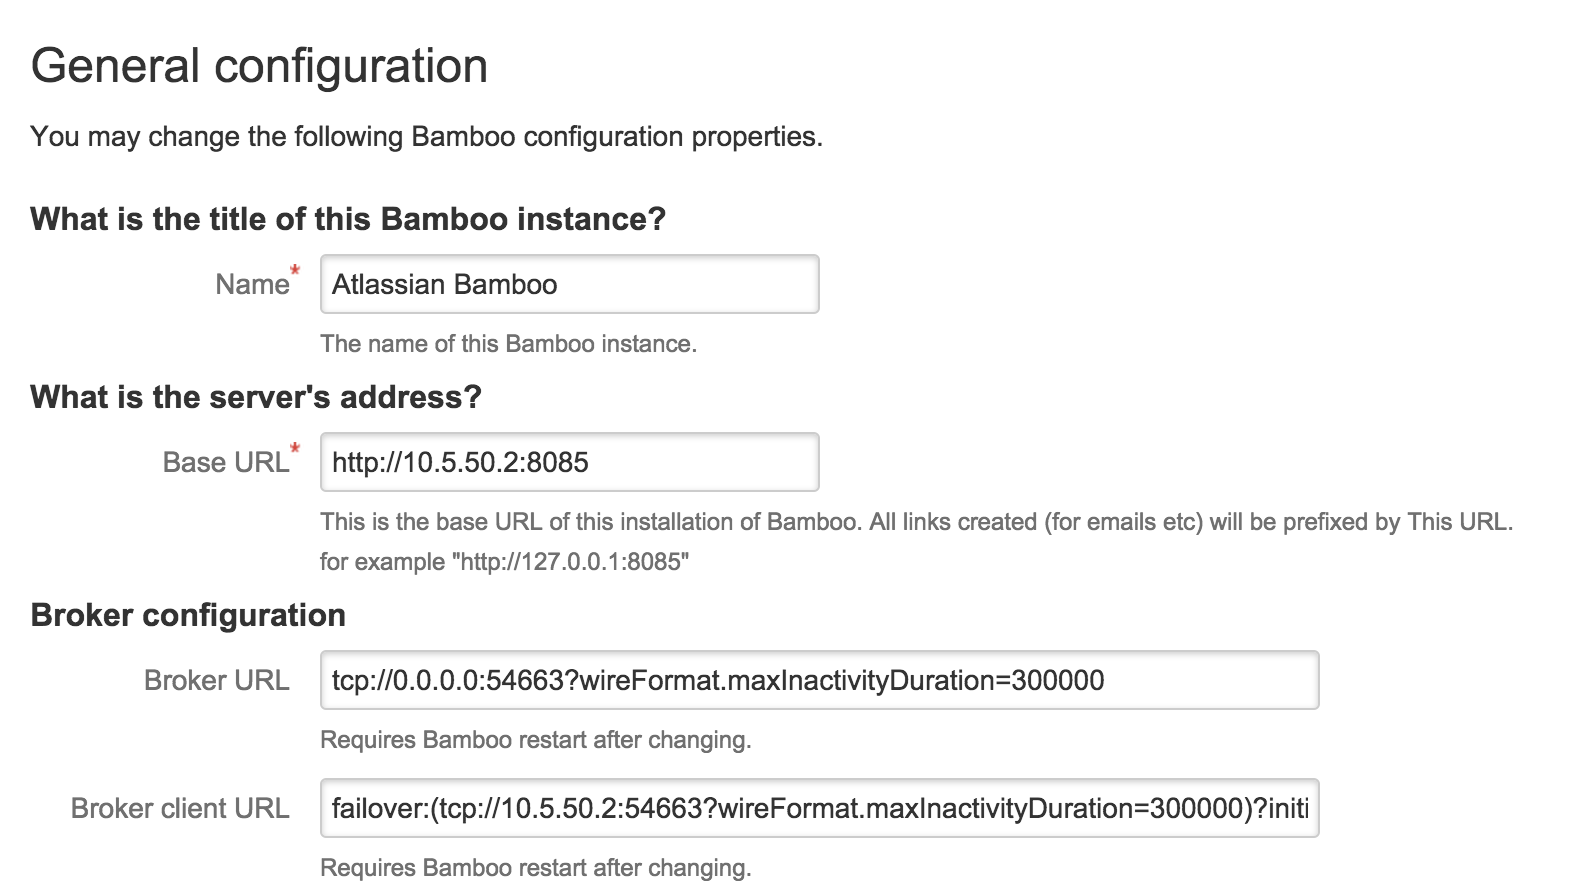 General configuration
You may change the following Bamboo configuration properties.
What is the title of this Bamboo instance?
Name* Atlassian Bamboo
The name of this Bamboo instance.
What is the server's address?
Base URL* http://10.5.50.2:8085
This is the base URL of this installation of Bamboo. All links created (for emails etc) will be prefixed by This URL.
for example "http://127.0.0.1:8085"
Broker configuration
Broker URL tcp://0.0.0.0:54663?wireFormat.maxInactivityDuration=300000
Requires Bamboo restart after changing.
Broker client URL failover:(tcp://10.5.50.2:54663?wireFormat.maxInactivityDuration=300000)?initi
Requires Bamboo restart after changing.